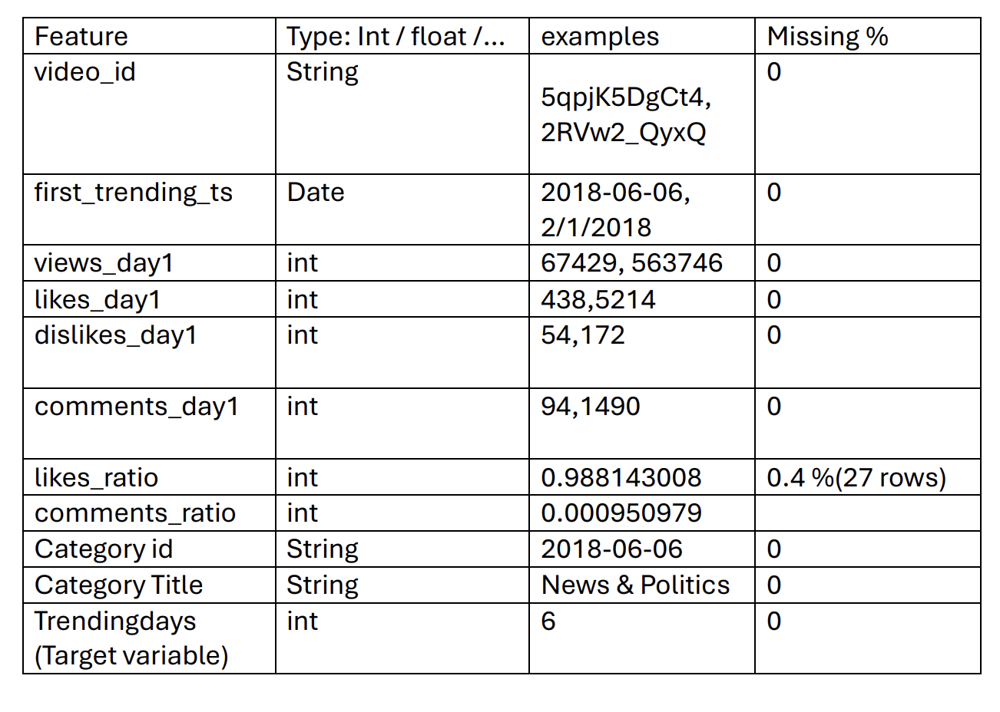 Feature Type: Int / float /... examples Missing %
video_id String 0
5qpjK5DgCt4,
2RVw2_QyxQ
first_trending_ts Date 2018-06-06, 0
2/1/2018
views_day1 int 67429, 563746 0
likes_day1 int 438,5214 0
dislikes_day1 int 54,172 0
comments_day1 int 94,1490 0
likes_ratio int 0.988143008 0.4 %(27 rows)
comments_ratio int 0.000950979
Category id String 2018-06-06 0
Category Title String News & Politics 0
Trendingdays int 6 0
(Target variable)